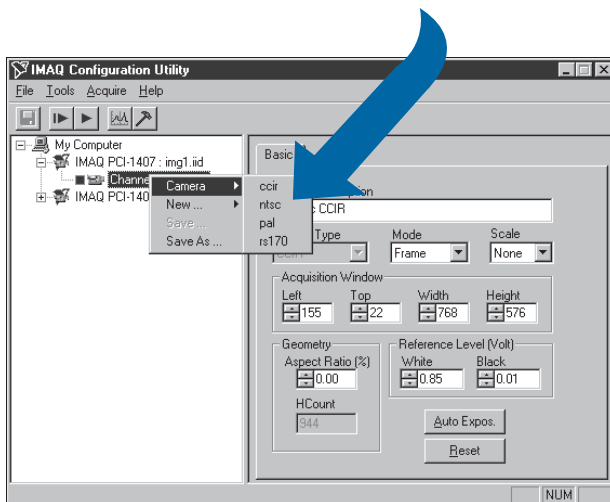 IMAQ Configuration Utility
File Tools Acquire Help
My Computer
IMAQ PCI-1407 : img1.iid
Channe
IMAQ PCI-140
Camera
New ...
Save ...
Save As ...
ccir
ntsc
pal
rs170
Basic
CCIR
Type Mode Scale
Frame None
Acquisition Window
Left Top Width Height
155 22 768 576
Geometry
Aspect Ratio (%)
0.00
HCount
944
Reference Level (Volt)
White Black
0.85 0.01
Auto Expos.
Reset
NUM